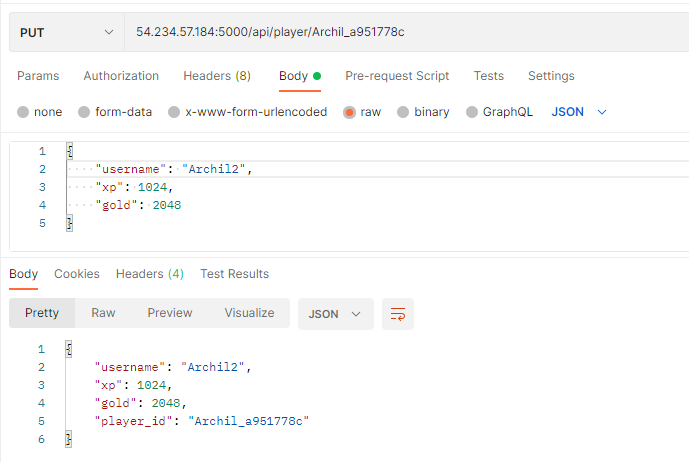 PUT 54.234.57.184:5000/api/player/Archil_a951778c
Params Authorization Headers (8) Body Pre-request Script Tests Settings
none form-data x-www-form-urlencoded raw binary GraphQL JSON
1 {
2 "username": "Archil2",
3 "xp": 1024,
4 "gold": 2048
5 }
Body Cookies Headers (4) Test Results
Pretty Raw Preview Visualize JSON
1 {
2 "username": "Archil2",
3 "xp": 1024,
4 "gold": 2048,
5 "player_id": "Archil_a951778c"
6 }